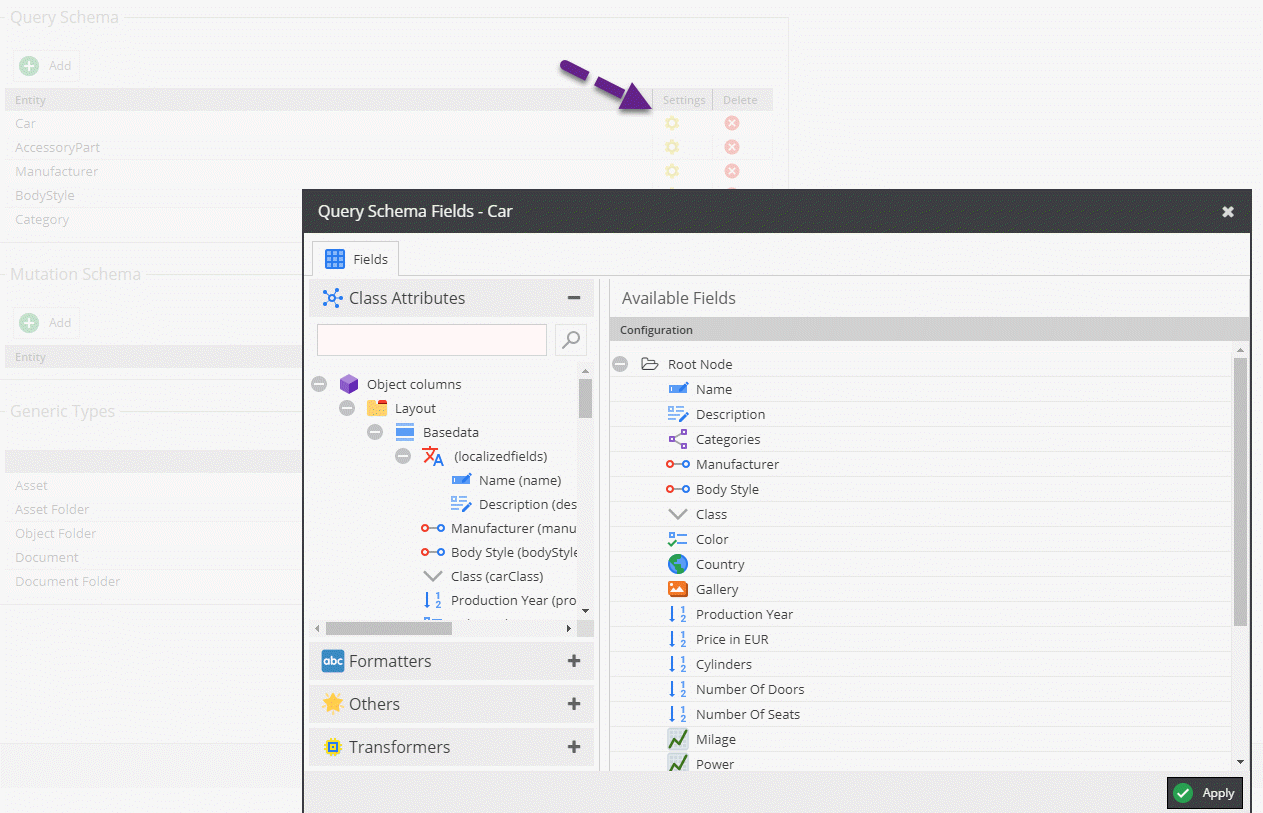 Query Schema
Add
Entity Settings Delete
Car
AccessoryPart
Manufacturer
BodyStyle
Category
Mutation Schema
Add
Entity
Generic Types
Asset
Asset Folder
Object Folder
Document
Document Folder
Query Schema Fields - Car
Fields
Class Attributes
Object columns
Layout
Basedata
(localizedfields)
Name (name)
Description (des
Manufacturer (manu
Body Style (bodyStyle
Class (carClass)
Production Year (pro
abc Formatters
Others
Transformers
Available Fields
Configuration
Root Node
Name
Description
Categories
Manufacturer
Body Style
Class
Color
Country
Gallery
Production Year
Price in EUR
Cylinders
Number Of Doors
Number Of Seats
Milage
Power
Apply